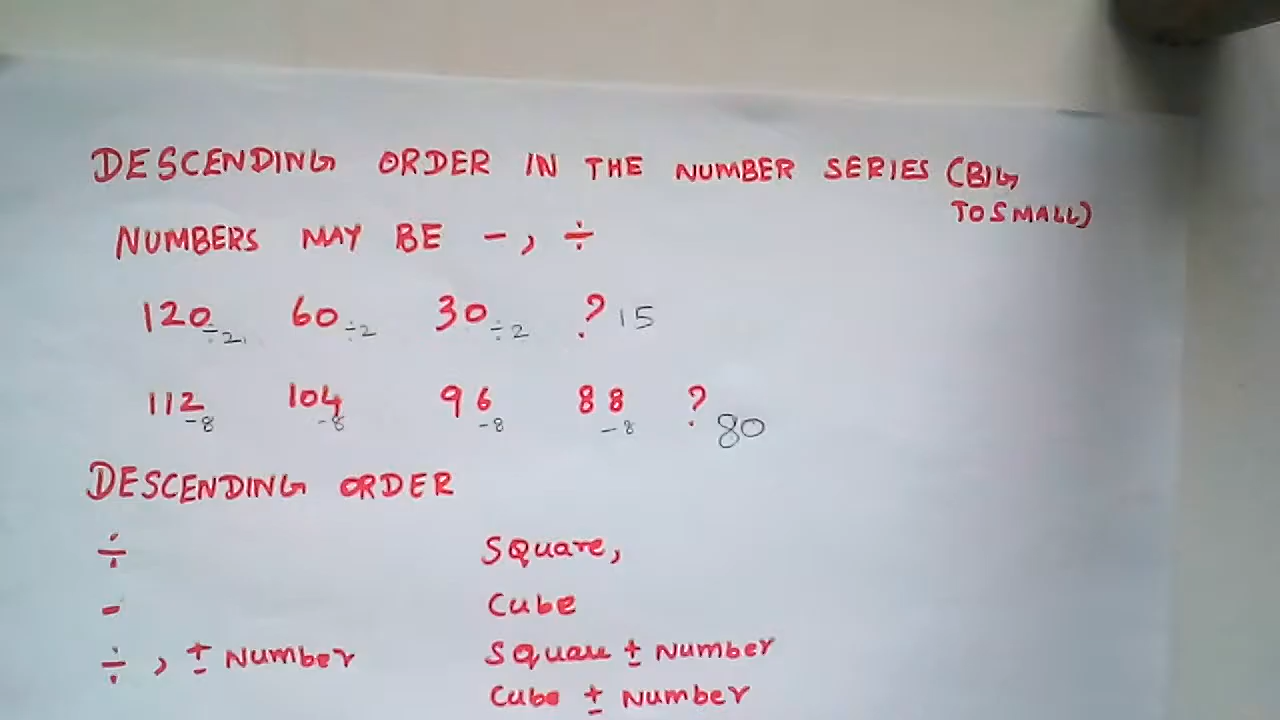 DESCENDING ORDER IN THE NUMBER SERIES (BIG
TO SMALL)
NUMBERS MAY BE -, ÷
120 ÷2 60 ÷2 30 ÷2 ? 15
112 -8 104 -8 96 -8 88 -8 ? 80
DESCENDING ORDER
÷ Square,
- Cube
÷, ± Number Square ± Number
Cube ± Number